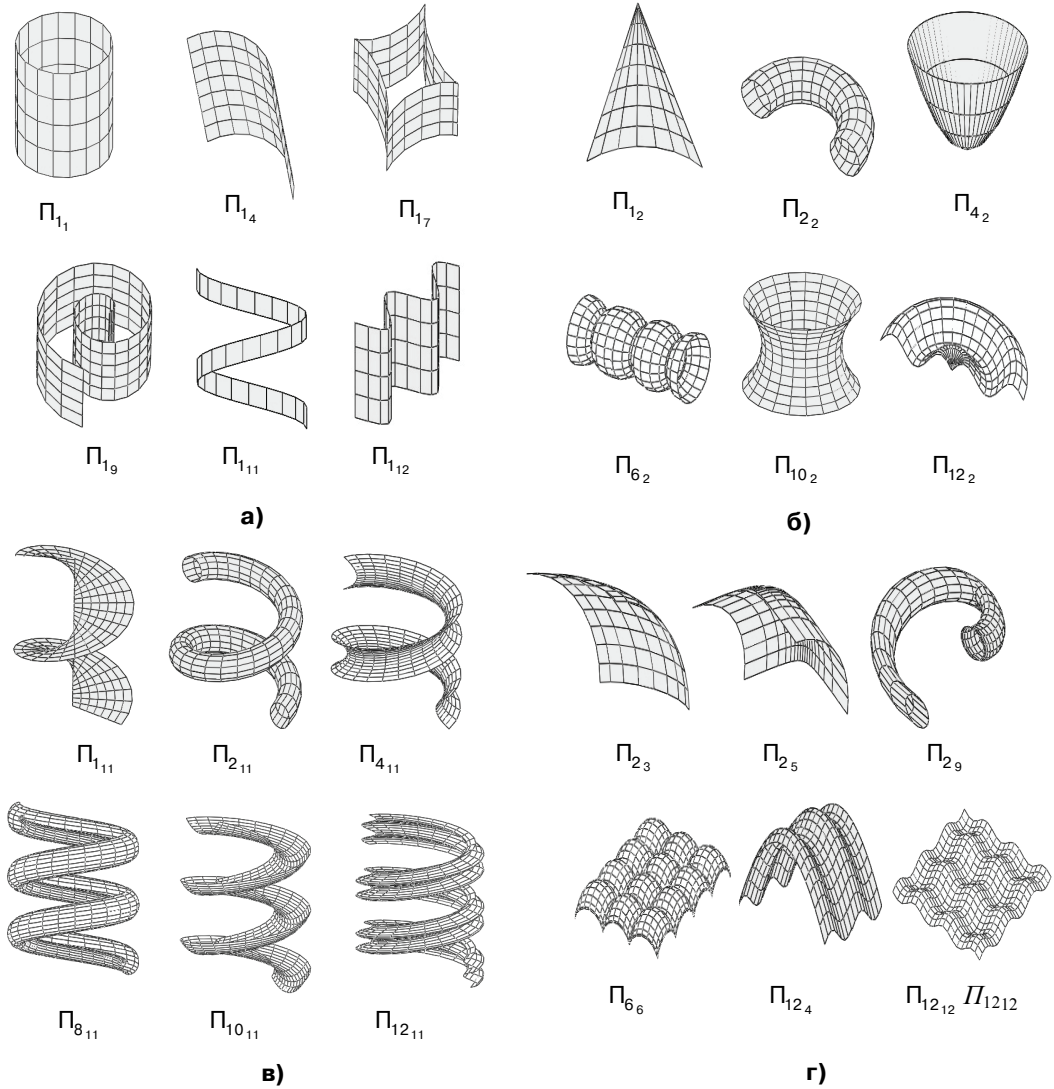 П1₁ П1₄ П1₇
П1₂ П2₂ П4₂
П1₉ П1₁₁ П1₁₂
П6₂ П10₂ П12₂
а) б)
П1₁₁ П2₁₁ П4₁₁
П2₃ П2₅ П2₉
П8₁₁ П10₁₁ П12₁₁
П6₆ П12₄ П12₁₂ П1212
в) г)